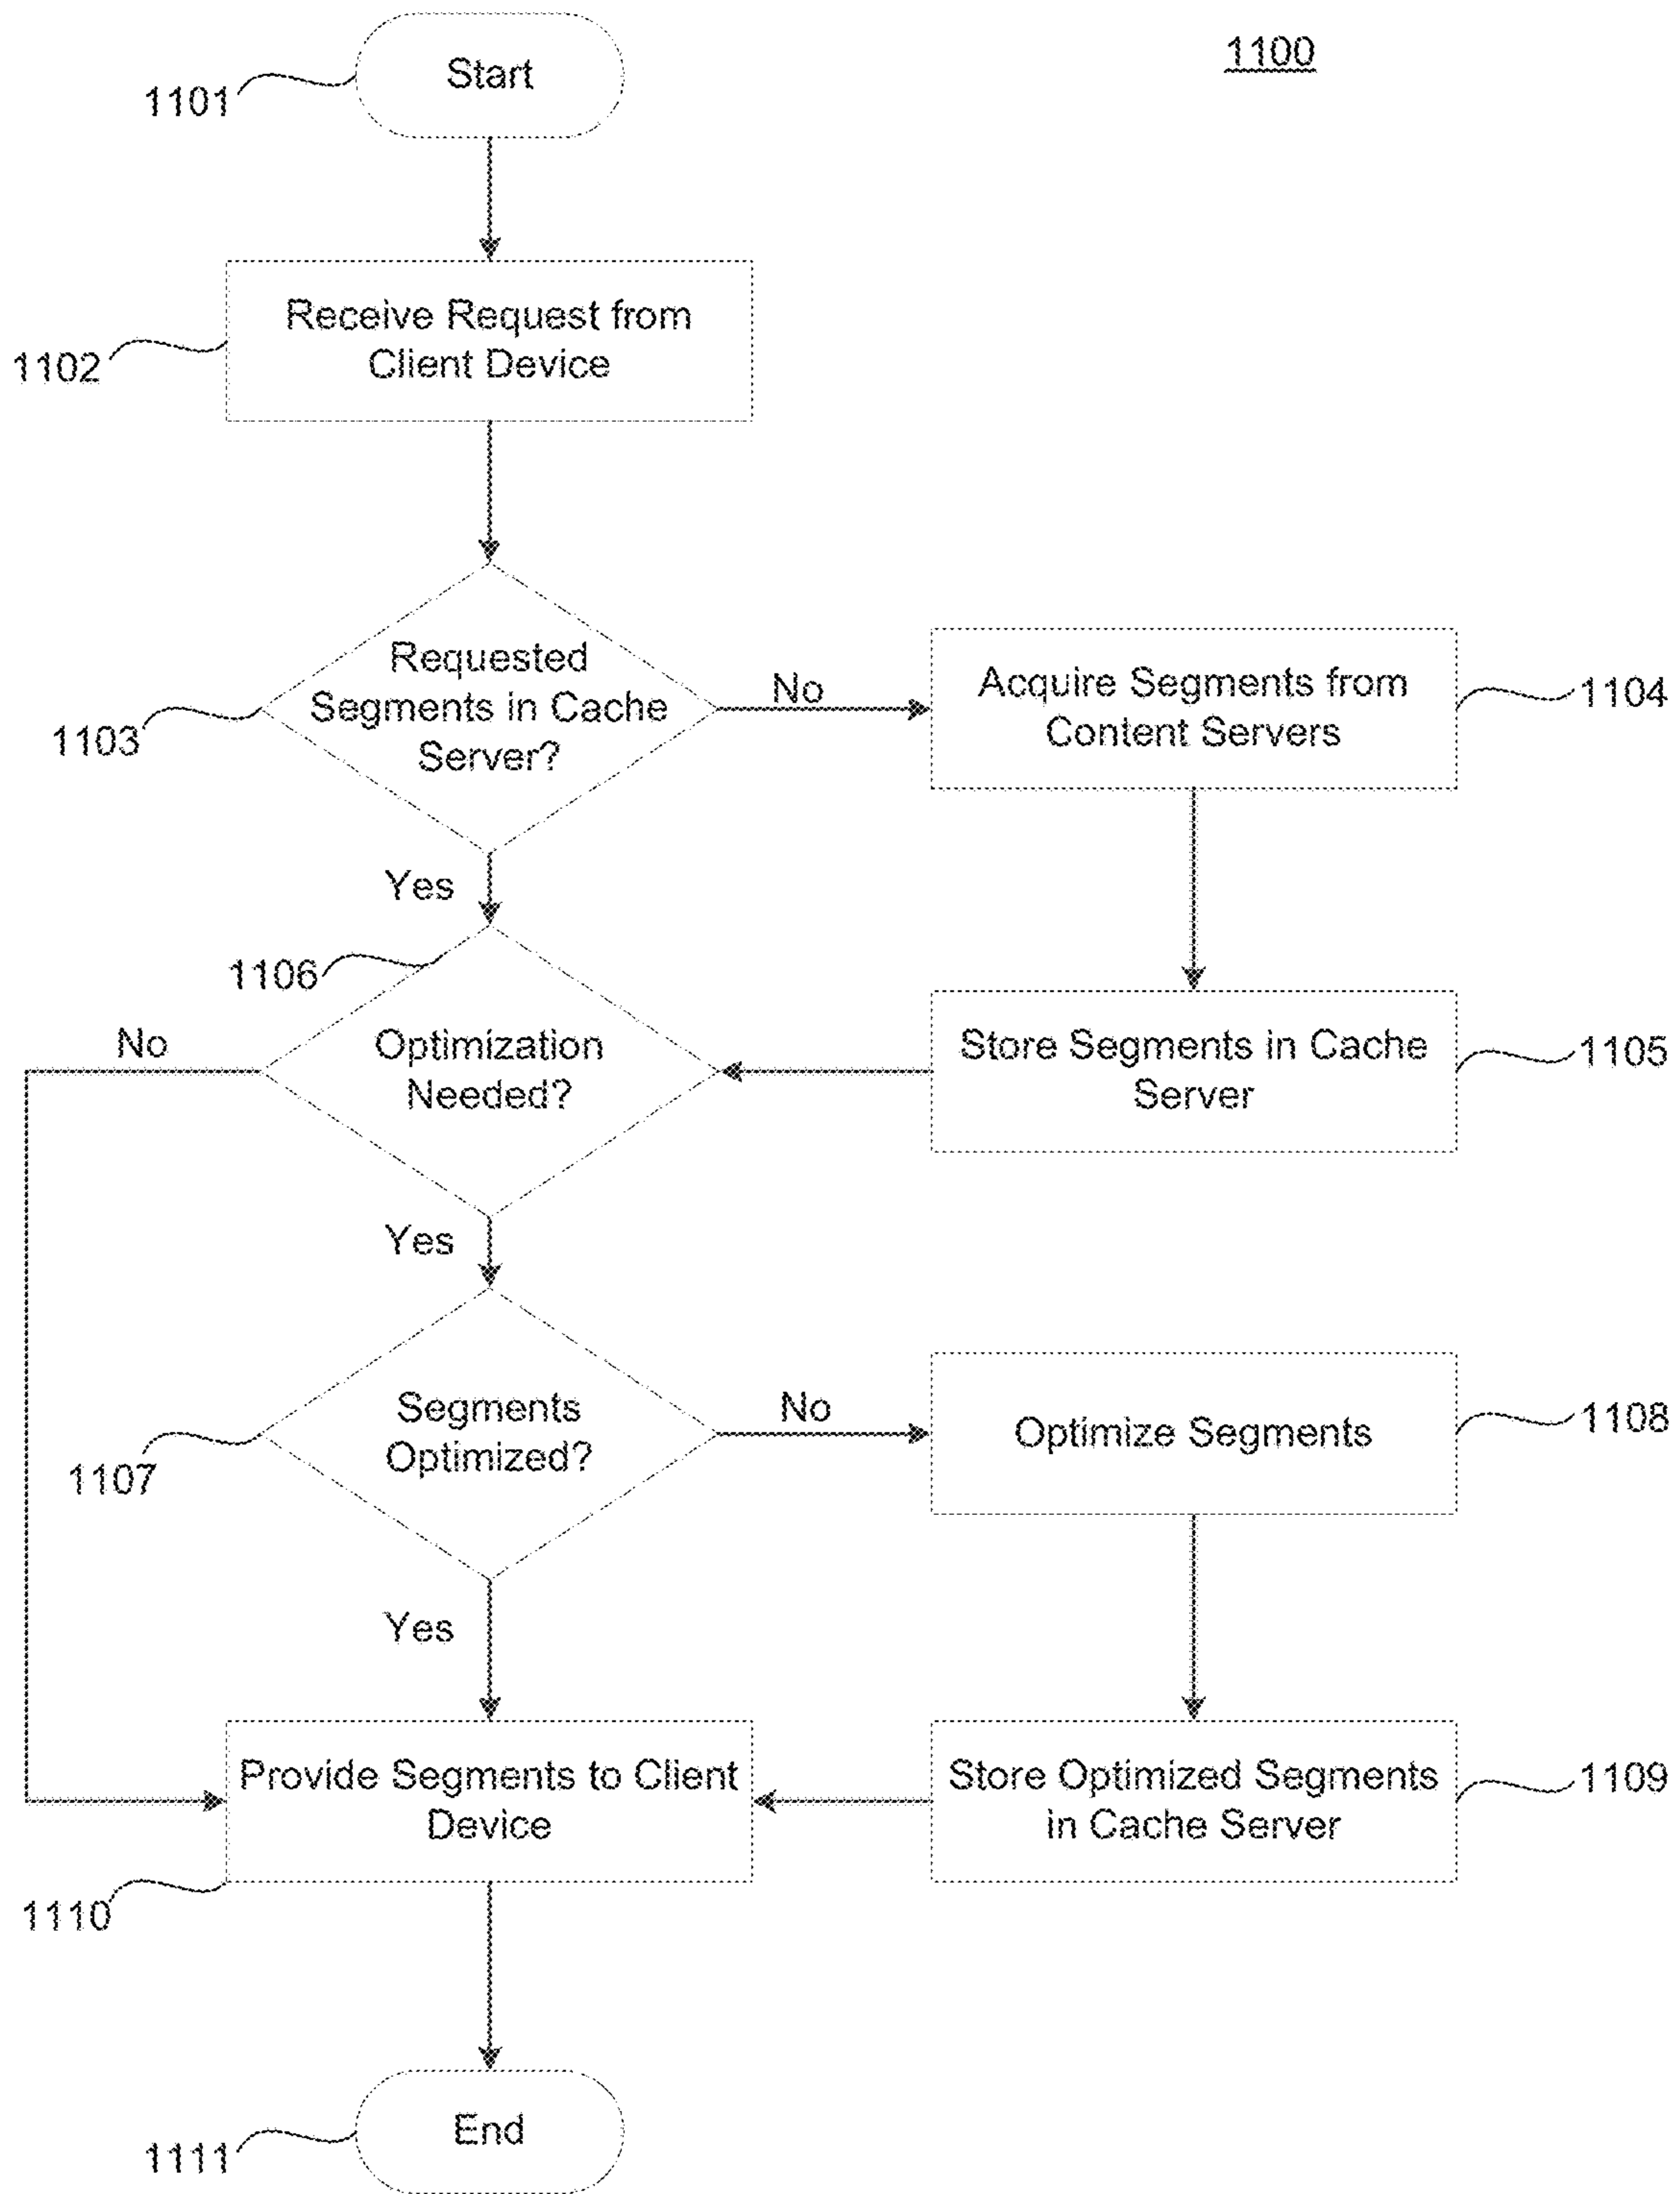 1100
Start
1101
Receive Request from
Client Device
1102
Requested
Segments in Cache
Server?
1103
No
Acquire Segments from
Content Servers
1104
Yes
1106
No
Optimization
Needed?
Store Segments in Cache
Server
1105
Yes
Segments
Optimized?
1107
No
Optimize Segments
1108
Yes
Provide Segments to Client
Device
1110
Store Optimized Segments
in Cache Server
1109
End
1111